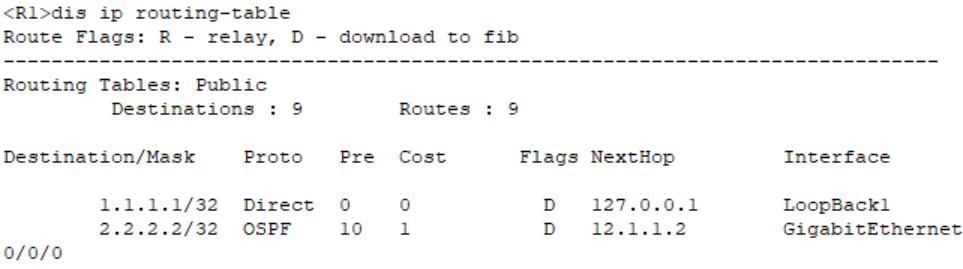 <R1>dis ip routing-table
Route Flags: R - relay, D - download to fib
------------------------------------------------------------------------------
Routing Tables: Public
         Destinations : 9        Routes : 9

Destination/Mask    Proto   Pre  Cost      Flags NextHop         Interface

        1.1.1.1/32  Direct  0    0           D   127.0.0.1       LoopBack1
        2.2.2.2/32  OSPF    10   1           D   12.1.1.2        GigabitEthernet
0/0/0